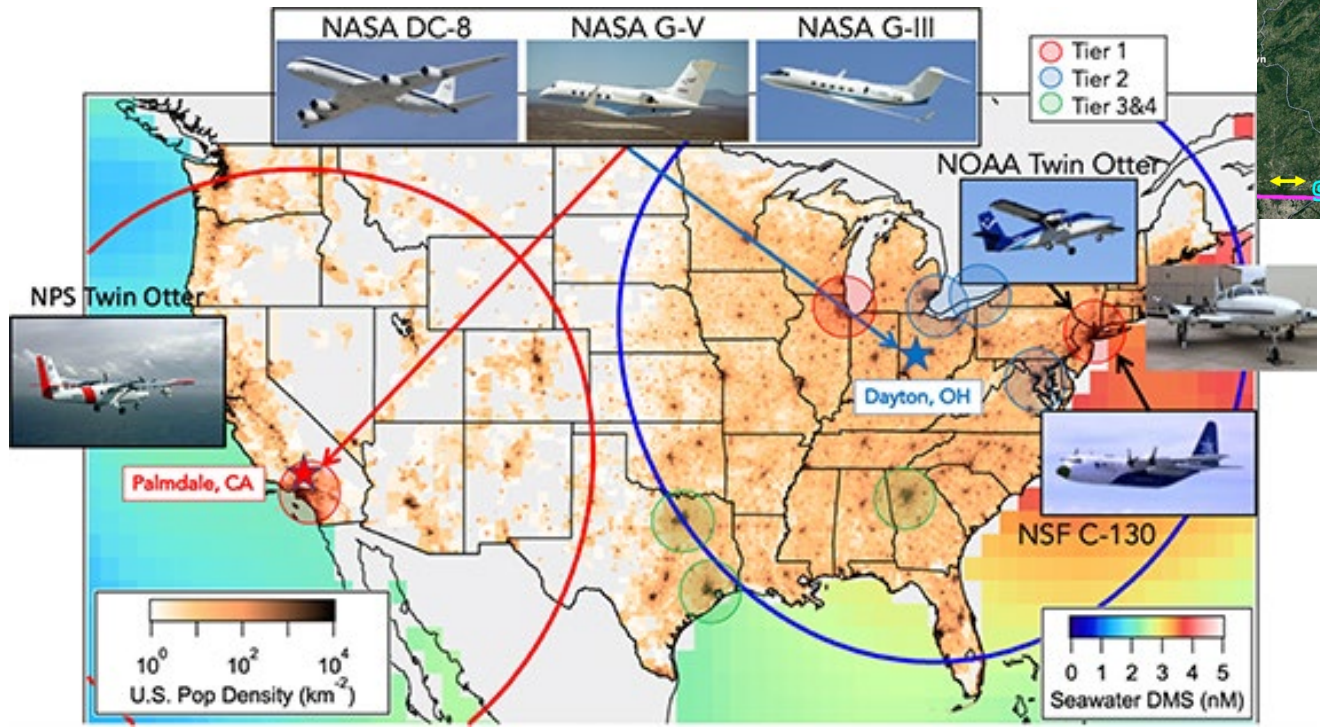 NASA DC-8
NASA G-V
NASA G-III
Tier 1
Tier 2
Tier 3&4
NOAA Twin Otter
NPS Twin Otter
Dayton, OH
Palmdale, CA
NSF C-130
10⁰ 10² 10⁴
U.S. Pop Density (km⁻²)
0 1 2 3 4 5
Seawater DMS (nM)